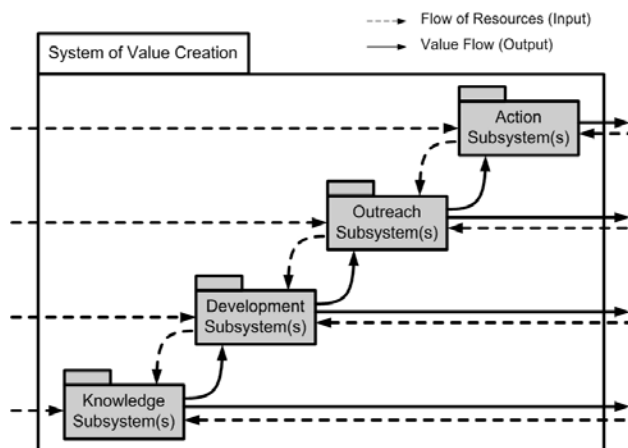 Flow of Resources (Input)
Value Flow (Output)
System of Value Creation
Action
Subsystem(s)
Outreach
Subsystem(s)
Development
Subsystem(s)
Knowledge
Subsystem(s)